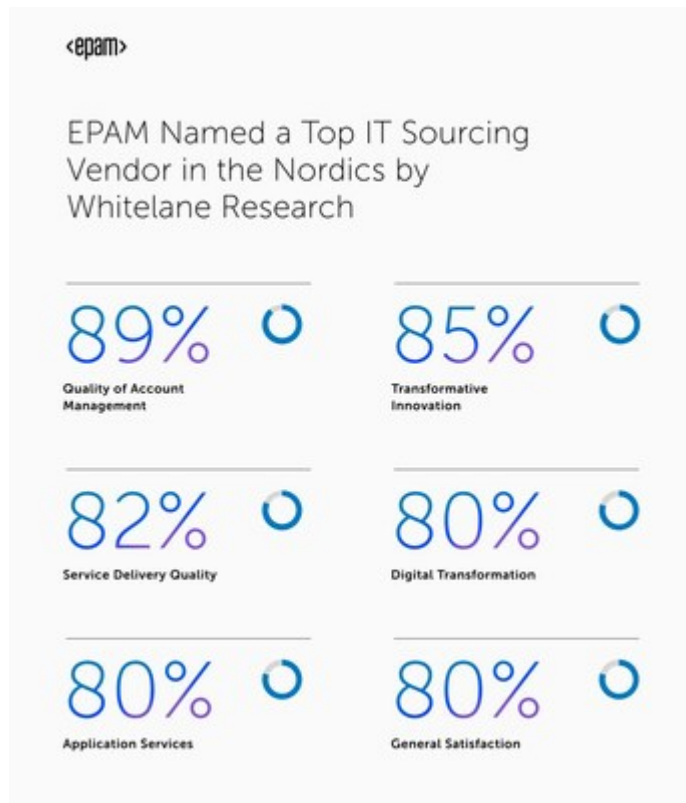 <epam>
EPAM Named a Top IT Sourcing
Vendor in the Nordics by
Whitelane Research
89%
Quality of Account
Management
85%
Transformative
Innovation
82%
Service Delivery Quality
80%
Digital Transformation
80%
Application Services
80%
General Satisfaction